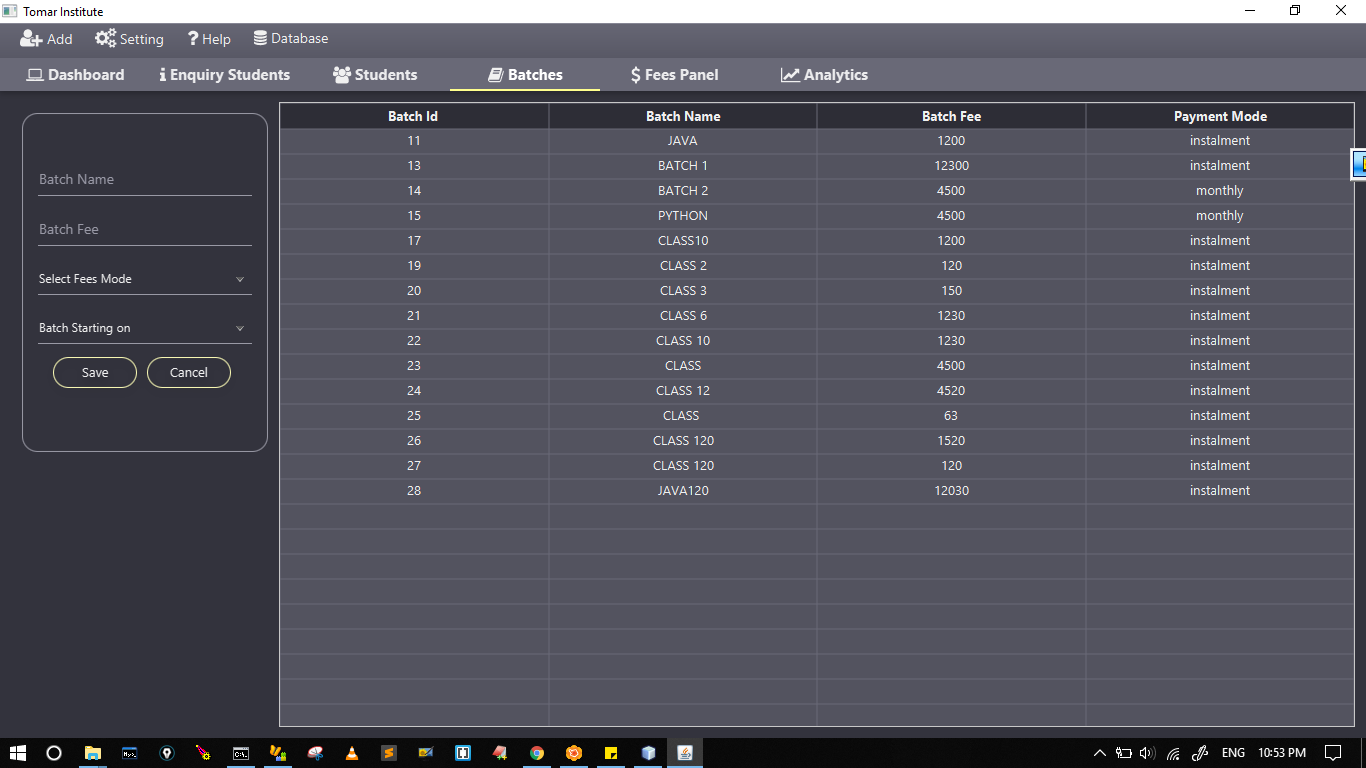 Tomar Institute
Add Setting ? Help Database
Dashboard Enquiry Students Students Batches $ Fees Panel Analytics
Batch Name
Batch Fee
Select Fees Mode
Batch Starting on
Save Cancel
Batch Id Batch Name Batch Fee Payment Mode
11 JAVA 1200 instalment
13 BATCH 1 12300 instalment
14 BATCH 2 4500 monthly
15 PYTHON 4500 monthly
17 CLASS10 1200 instalment
19 CLASS 2 120 instalment
20 CLASS 3 150 instalment
21 CLASS 6 1230 instalment
22 CLASS 10 1230 instalment
23 CLASS 4500 instalment
24 CLASS 12 4520 instalment
25 CLASS 63 instalment
26 CLASS 120 1520 instalment
27 CLASS 120 120 instalment
28 JAVA120 12030 instalment
ENG 10:53 PM